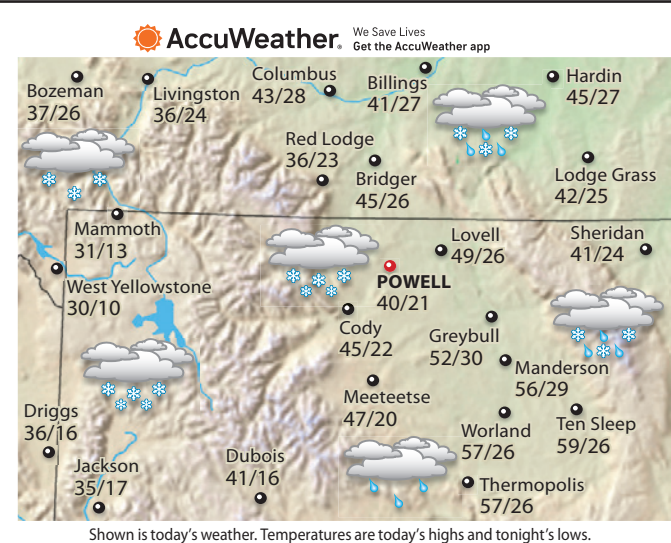 AccuWeather.
We Save Lives
Get the AccuWeather app
Bozeman
37/26
Livingston
36/24
Columbus
43/28
Billings
41/27
Hardin
45/27
Red Lodge
36/23
Bridger
45/26
Lodge Grass
42/25
Mammoth
31/13
Lovell
49/26
Sheridan
41/24
West Yellowstone
30/10
POWELL
40/21
Cody
45/22
Greybull
52/30
Manderson
56/29
Meeteetse
47/20
Driggs
36/16
Worland
57/26
Ten Sleep
59/26
Jackson
35/17
Dubois
41/16
Thermopolis
57/26
Shown is today's weather. Temperatures are today's highs and tonight's lows.